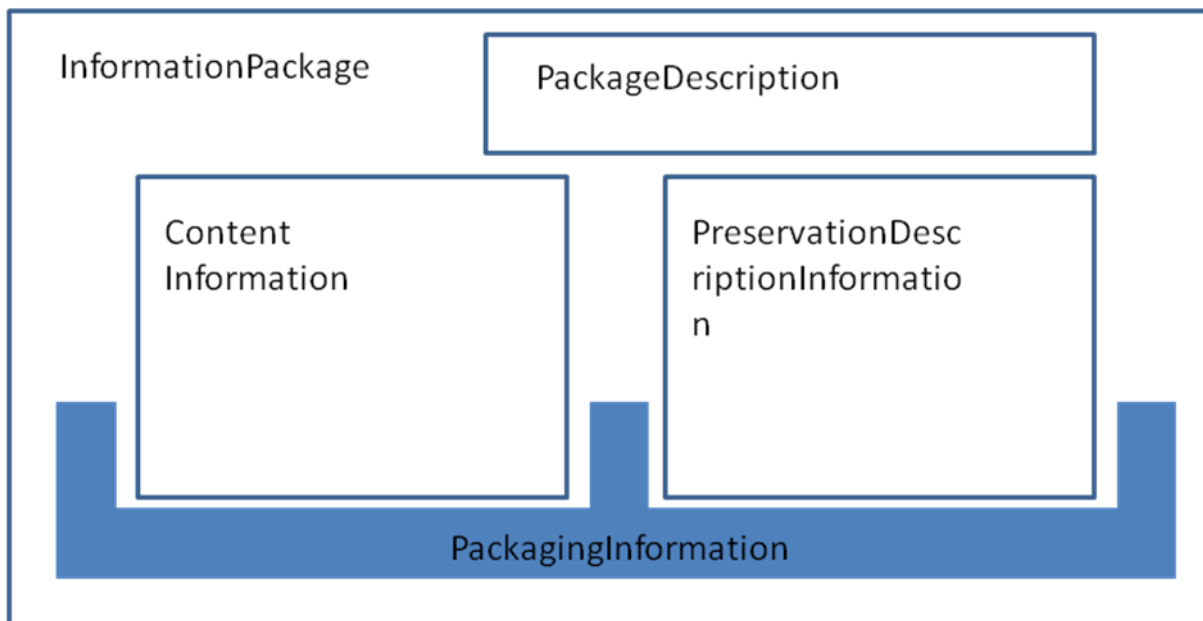 InformationPackage
PackageDescription
Content
Information
PreservationDesc
riptionInformatio
n
PackagingInformation